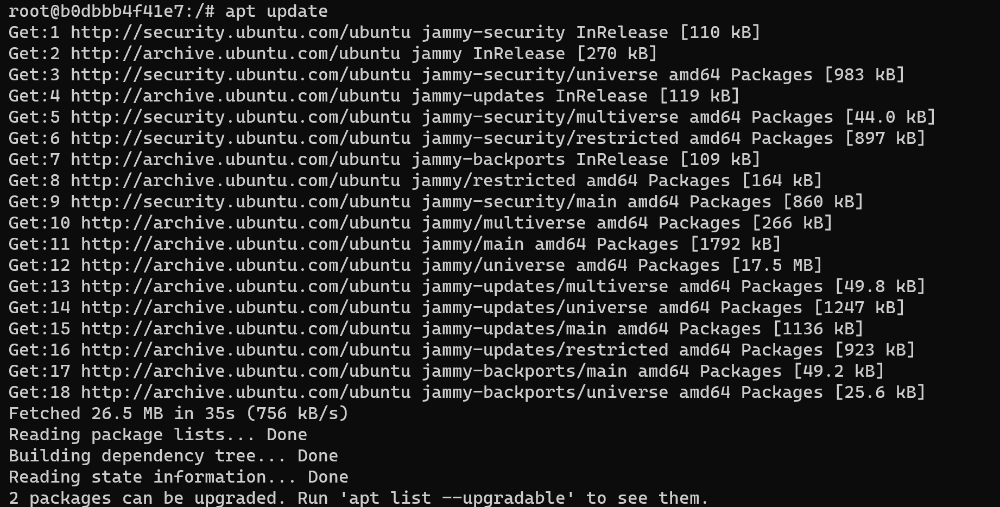 root@b0dbbb4f41e7:/# apt update
Get:1 http://security.ubuntu.com/ubuntu jammy-security InRelease [110 kB]
Get:2 http://archive.ubuntu.com/ubuntu jammy InRelease [270 kB]
Get:3 http://security.ubuntu.com/ubuntu jammy-security/universe amd64 Packages [983 kB]
Get:4 http://archive.ubuntu.com/ubuntu jammy-updates InRelease [119 kB]
Get:5 http://security.ubuntu.com/ubuntu jammy-security/multiverse amd64 Packages [44.0 kB]
Get:6 http://security.ubuntu.com/ubuntu jammy-security/restricted amd64 Packages [897 kB]
Get:7 http://archive.ubuntu.com/ubuntu jammy-backports InRelease [109 kB]
Get:8 http://archive.ubuntu.com/ubuntu jammy/restricted amd64 Packages [164 kB]
Get:9 http://security.ubuntu.com/ubuntu jammy-security/main amd64 Packages [860 kB]
Get:10 http://archive.ubuntu.com/ubuntu jammy/multiverse amd64 Packages [266 kB]
Get:11 http://archive.ubuntu.com/ubuntu jammy/main amd64 Packages [1792 kB]
Get:12 http://archive.ubuntu.com/ubuntu jammy/universe amd64 Packages [17.5 MB]
Get:13 http://archive.ubuntu.com/ubuntu jammy-updates/multiverse amd64 Packages [49.8 kB]
Get:14 http://archive.ubuntu.com/ubuntu jammy-updates/universe amd64 Packages [1247 kB]
Get:15 http://archive.ubuntu.com/ubuntu jammy-updates/main amd64 Packages [1136 kB]
Get:16 http://archive.ubuntu.com/ubuntu jammy-updates/restricted amd64 Packages [923 kB]
Get:17 http://archive.ubuntu.com/ubuntu jammy-backports/main amd64 Packages [49.2 kB]
Get:18 http://archive.ubuntu.com/ubuntu jammy-backports/universe amd64 Packages [25.6 kB]
Fetched 26.5 MB in 35s (756 kB/s)
Reading package lists... Done
Building dependency tree... Done
Reading state information... Done
2 packages can be upgraded. Run 'apt list --upgradable' to see them.